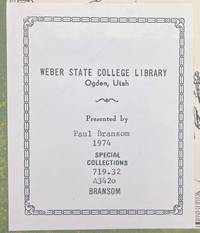 WEBER STATE COLLEGE LIBRARY
Ogden, Utah
Presented by
Paul Bransom
1974
SPECIAL
COLLECTIONS
719.32
A342o
BRANSOM